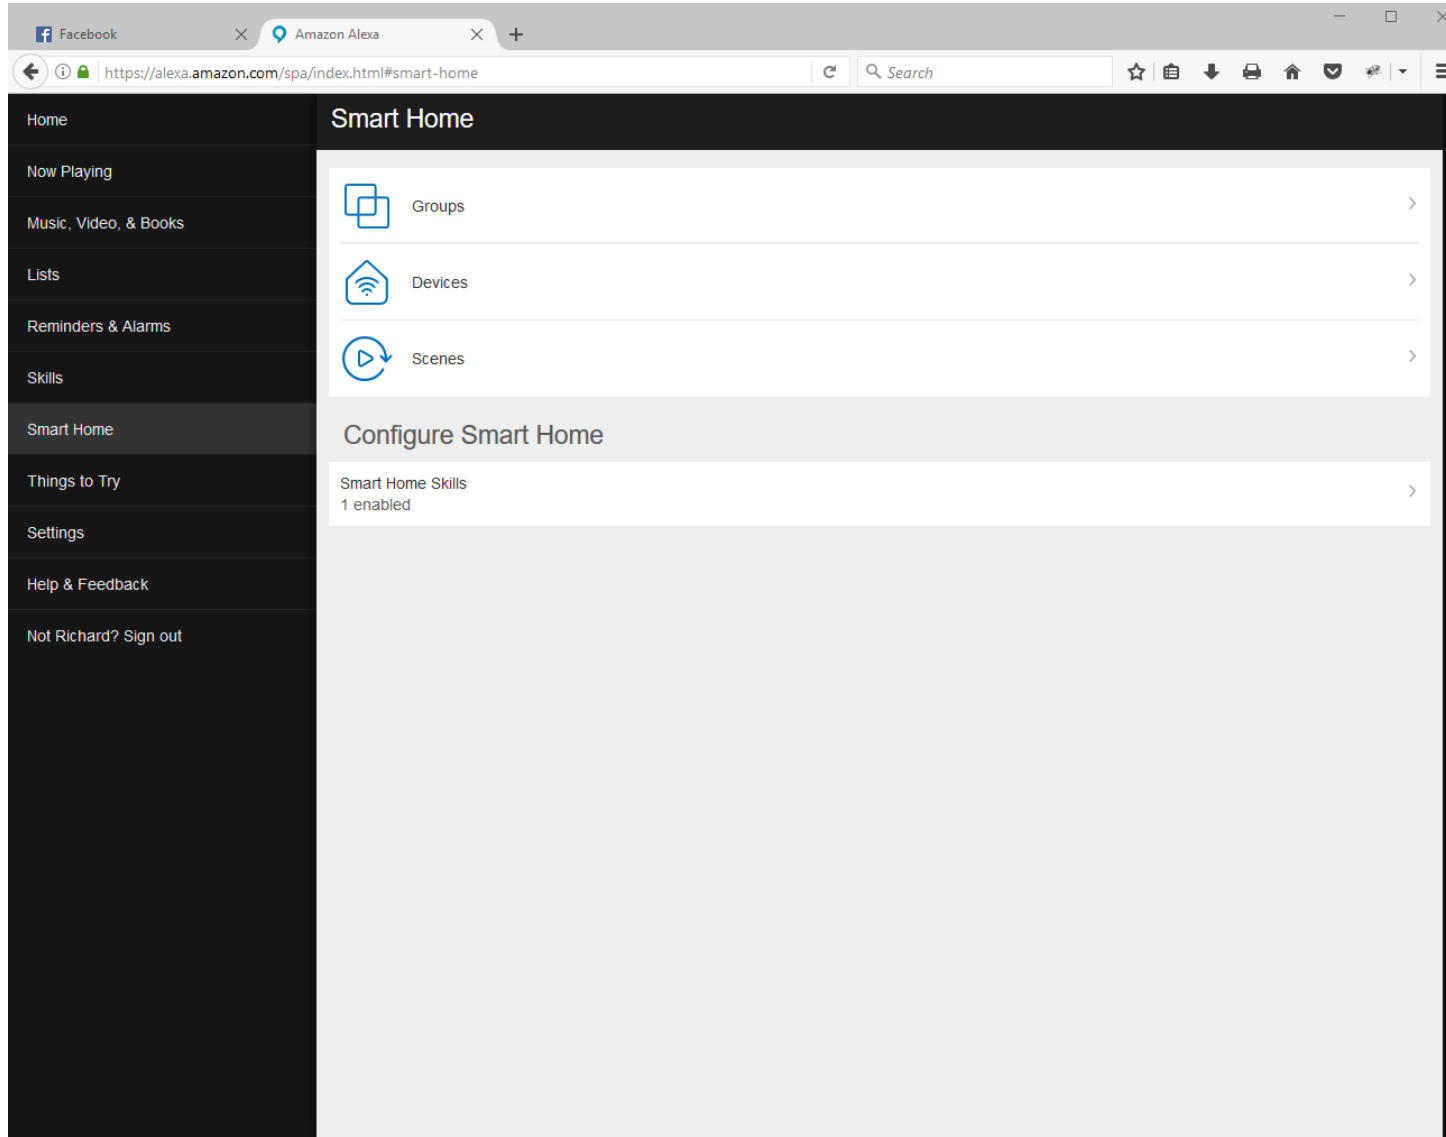 Facebook
Amazon Alexa
https://alexa.amazon.com/spa/index.html#smart-home
Search
Home
Now Playing
Music, Video, & Books
Lists
Reminders & Alarms
Skills
Smart Home
Things to Try
Settings
Help & Feedback
Not Richard? Sign out
Smart Home
Groups
Devices
Scenes
Configure Smart Home
Smart Home Skills
1 enabled